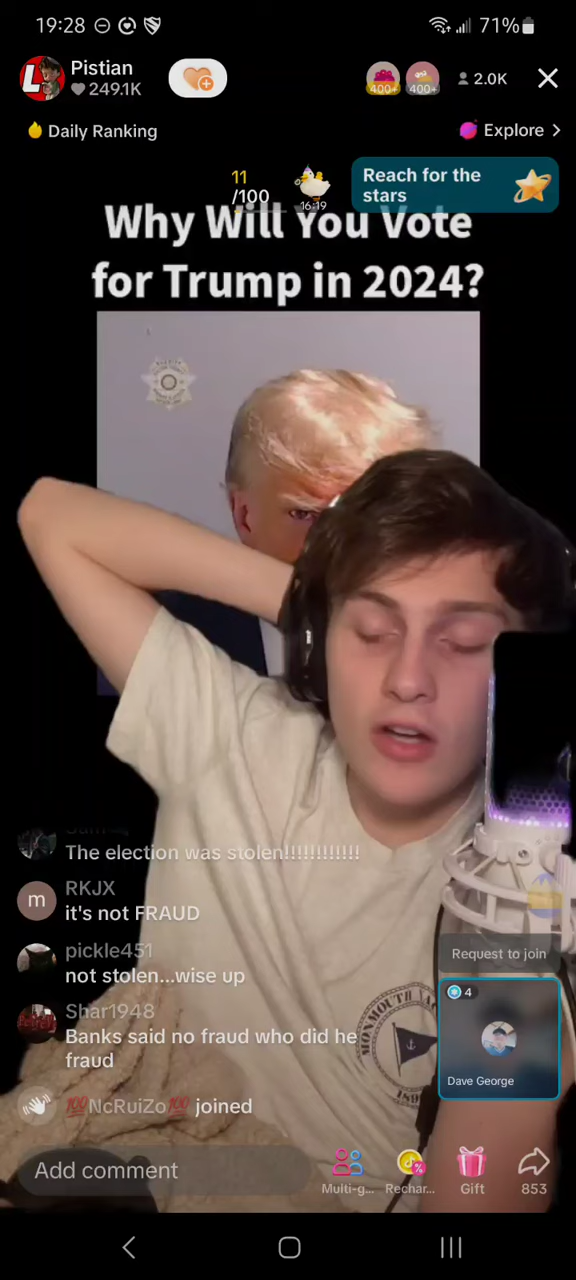 19:28
71%
Pistian
249.1K
400+
400+
2.0K
Daily Ranking
Explore
11
/100
16:19
Reach for the
stars
Why Will You Vote
for Trump in 2024?
The election was stolen!!!!!!!!!!!!!
m
RKJX
it's not FRAUD
pickle451
not stolen...wise up
Shar1948
Banks said no fraud who did he
fraud
💯NcRuiZo💯 joined
Request to join
4
Dave George
Add comment
Multi-g...
Rechar...
Gift
853